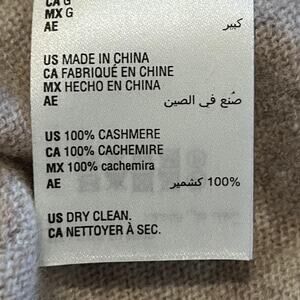 CA G
MX G
AE كبير
US MADE IN CHINA
CA FABRIQUÉ EN CHINE
MX HECHO EN CHINA
AE صُنع في الصين
US 100% CASHMERE
CA 100% CACHEMIRE
MX 100% cachemira
AE 100% كشمير
US DRY CLEAN.
CA NETTOYER À SEC.